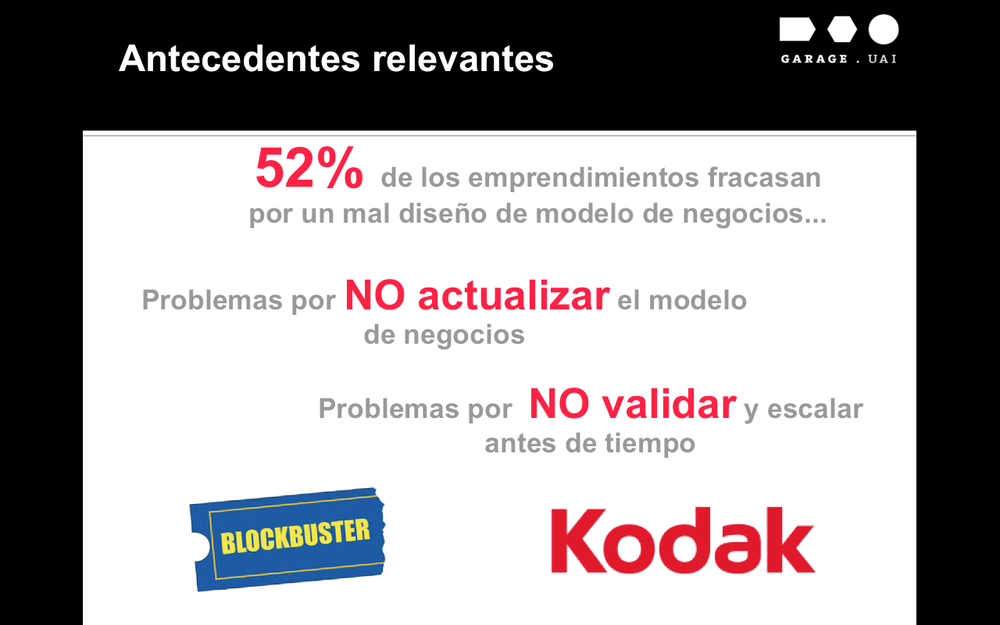 Antecedentes relevantes
GARAGE . UAI
52% de los emprendimientos fracasan
por un mal diseño de modelo de negocios...
Problemas por NO actualizar el modelo
de negocios
Problemas por NO validar y escalar
antes de tiempo
BLOCKBUSTER
Kodak